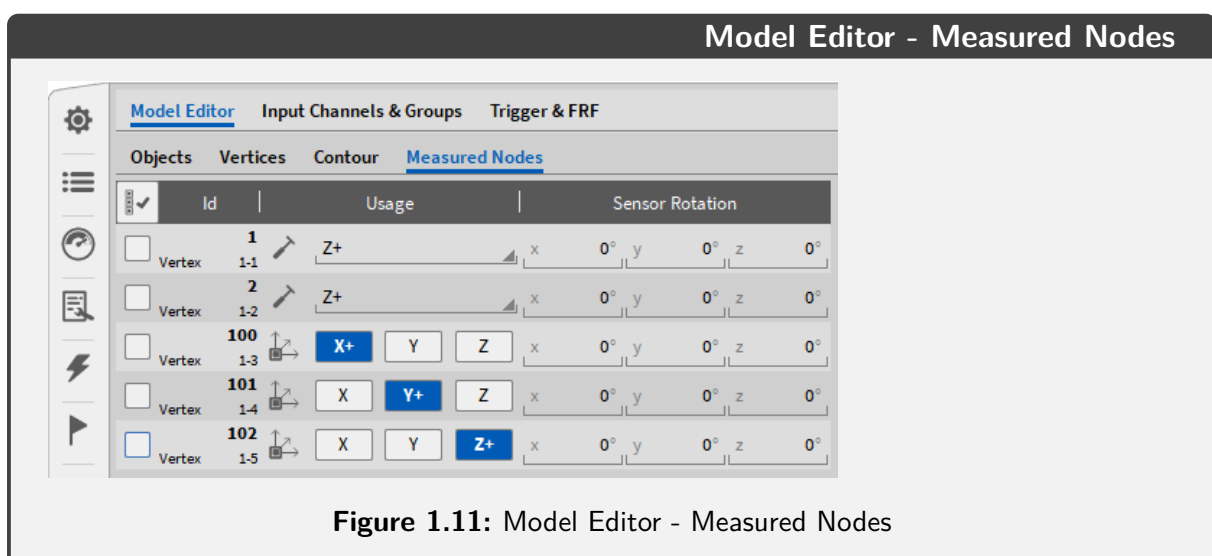 Model Editor - Measured Nodes
Model Editor Input Channels & Groups Trigger & FRF
Objects Vertices Contour Measured Nodes
Id Usage Sensor Rotation
Vertex 1 1-1 Z+ x 0° y 0° z 0°
Vertex 2 1-2 Z+ x 0° y 0° z 0°
Vertex 100 1-3 X+ Y Z x 0° y 0° z 0°
Vertex 101 1-4 X Y+ Z x 0° y 0° z 0°
Vertex 102 1-5 X Y Z+ x 0° y 0° z 0°
Figure 1.11: Model Editor - Measured Nodes